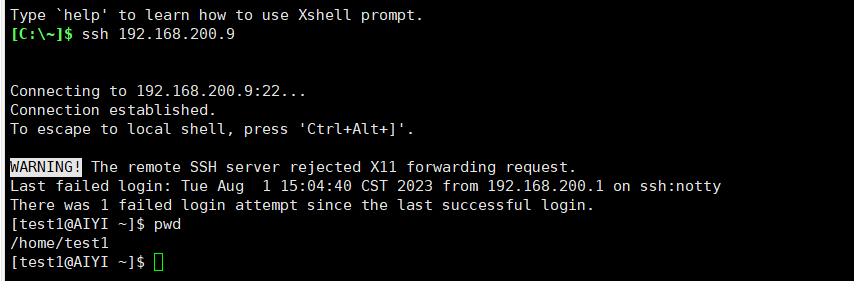 Type `help' to learn how to use Xshell prompt.
[C:\~]$ ssh 192.168.200.9
Connecting to 192.168.200.9:22...
Connection established.
To escape to local shell, press 'Ctrl+Alt+]'.
WARNING! The remote SSH server rejected X11 forwarding request.
Last failed login: Tue Aug  1 15:04:40 CST 2023 from 192.168.200.1 on ssh:notty
There was 1 failed login attempt since the last successful login.
[test1@AIYI ~]$ pwd
/home/test1
[test1@AIYI ~]$